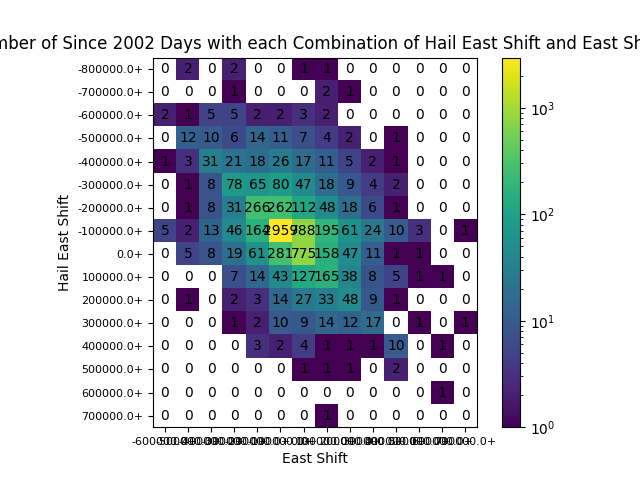 mber of Since 2002 Days with each Combination of Hail East Shift and East Sh
-800000.0+ 0 2 0 2 0 0 1 1 0 0 0 0 0 0
-700000.0+ 0 0 0 1 0 0 0 2 1 0 0 0 0 0
-600000.0+ 2 1 5 5 2 2 3 2 0 0 0 0 0 0
-500000.0+ 0 12 10 6 14 11 7 4 2 0 1 0 0 0
-400000.0+ 1 3 31 21 18 26 17 11 5 2 1 0 0 0
-300000.0+ 0 1 8 78 65 80 47 18 9 4 2 0 0 0
-200000.0+ 0 1 8 31 266 262 112 48 18 6 1 0 0 0
-100000.0+ 5 2 13 46 164 2959 788 195 61 24 10 3 0 1
0.0+ 0 5 8 19 61 281 775 158 47 11 1 1 0 0
100000.0+ 0 0 0 7 14 43 127 165 38 8 5 1 1 0
200000.0+ 0 1 0 2 3 14 27 33 48 9 1 0 0 0
300000.0+ 0 0 0 1 2 10 9 14 12 17 0 1 0 1
400000.0+ 0 0 0 0 3 2 4 1 1 1 10 0 1 0
500000.0+ 0 0 0 0 0 0 1 1 1 0 2 0 0 0
600000.0+ 0 0 0 0 0 0 0 0 0 0 0 0 1 0
700000.0+ 0 0 0 0 0 0 0 1 0 0 0 0 0 0
Hail East Shift
East Shift
10³
10²
10¹
10⁰